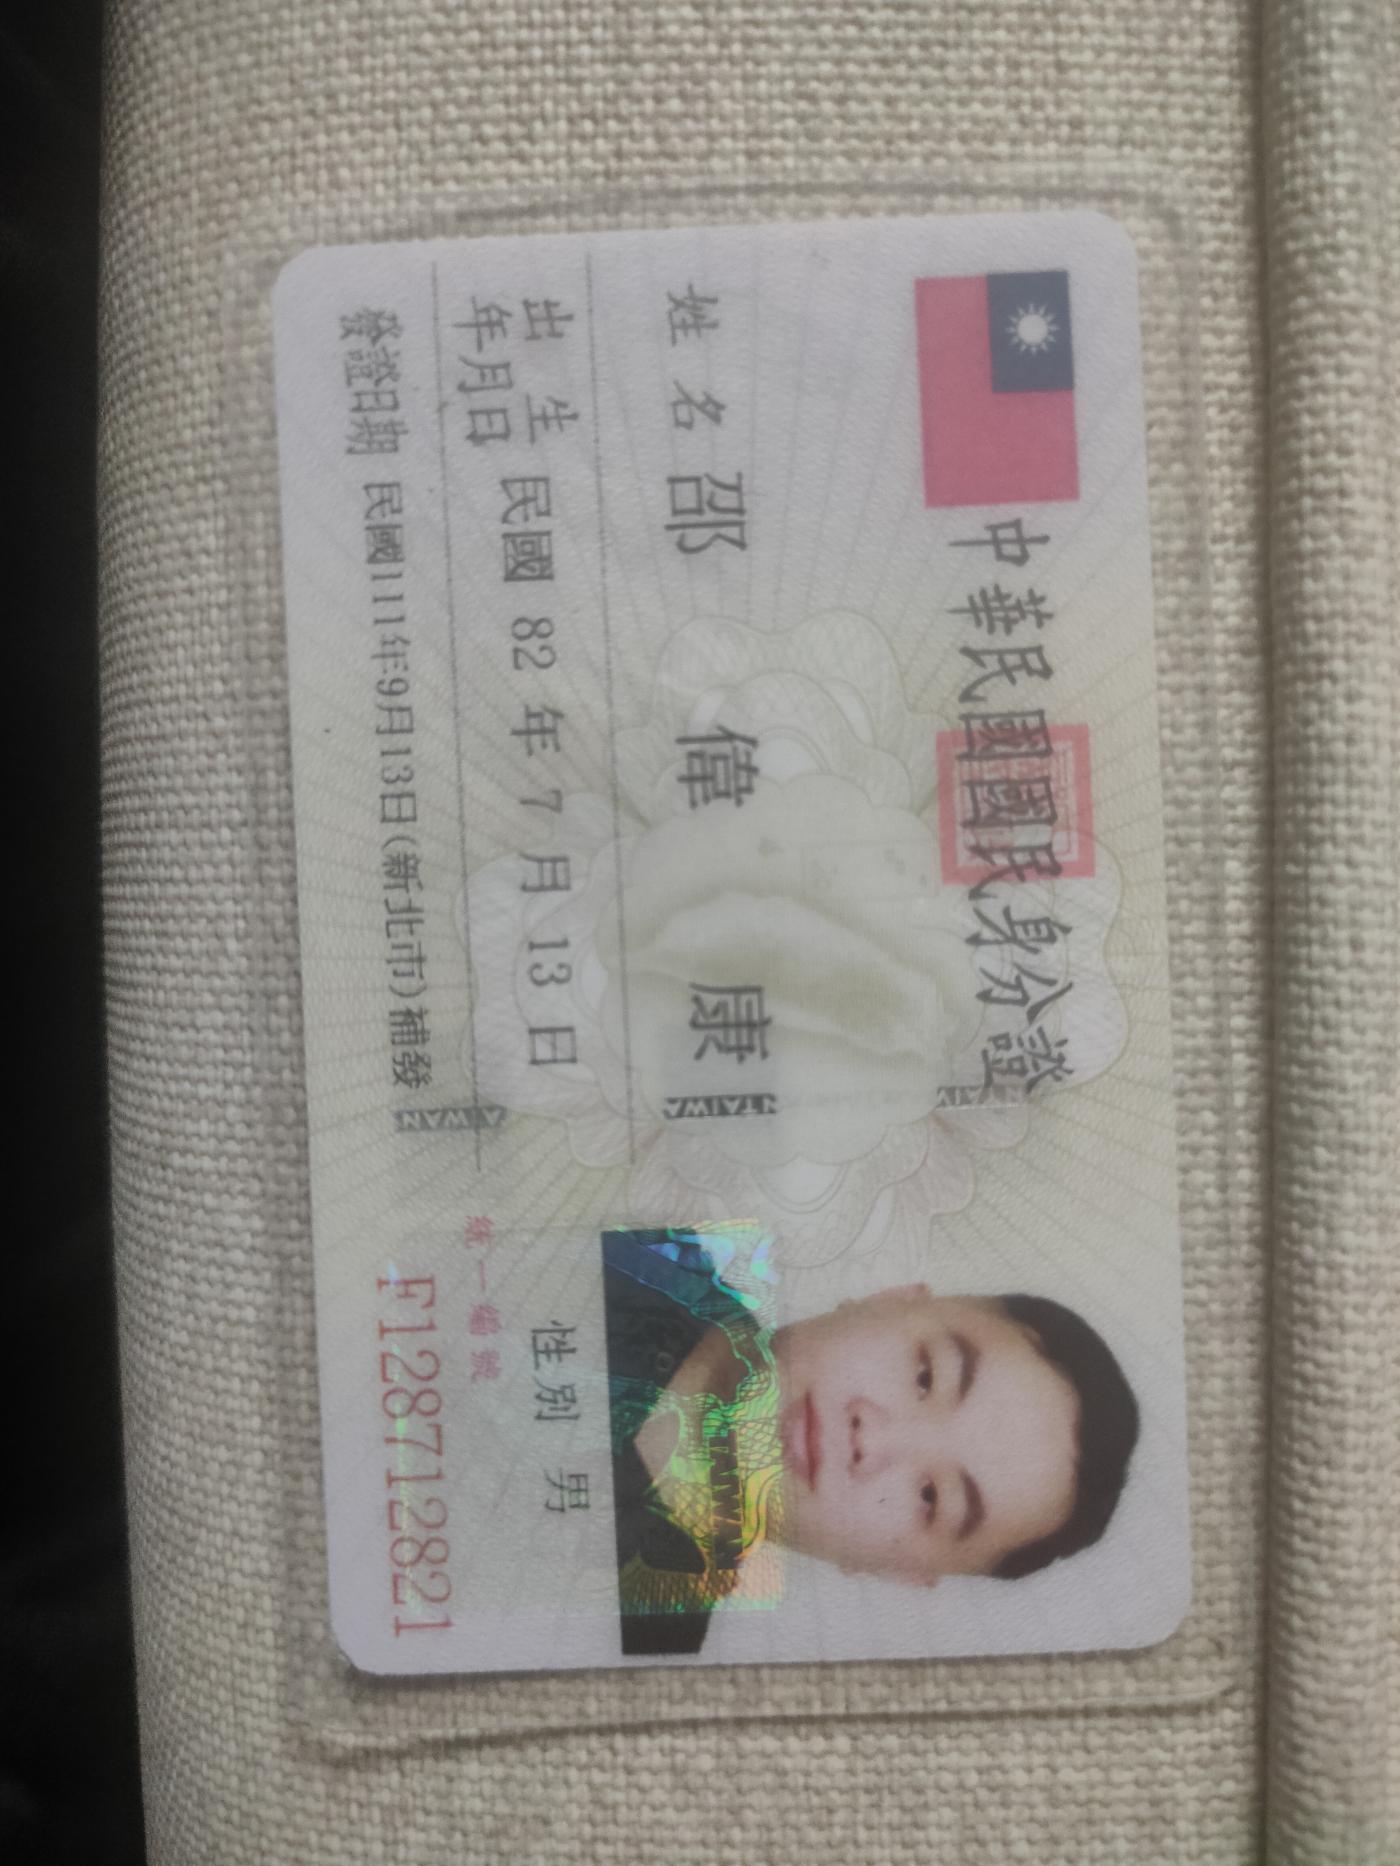 中華民國國民身分證
姓名 邵 偉 康
出生年月日 民國 82 年 7 月 13 日
性別 男
發證日期 民國111年9月13日(新北市)補發
統一編號
F128712821
TAIWAN